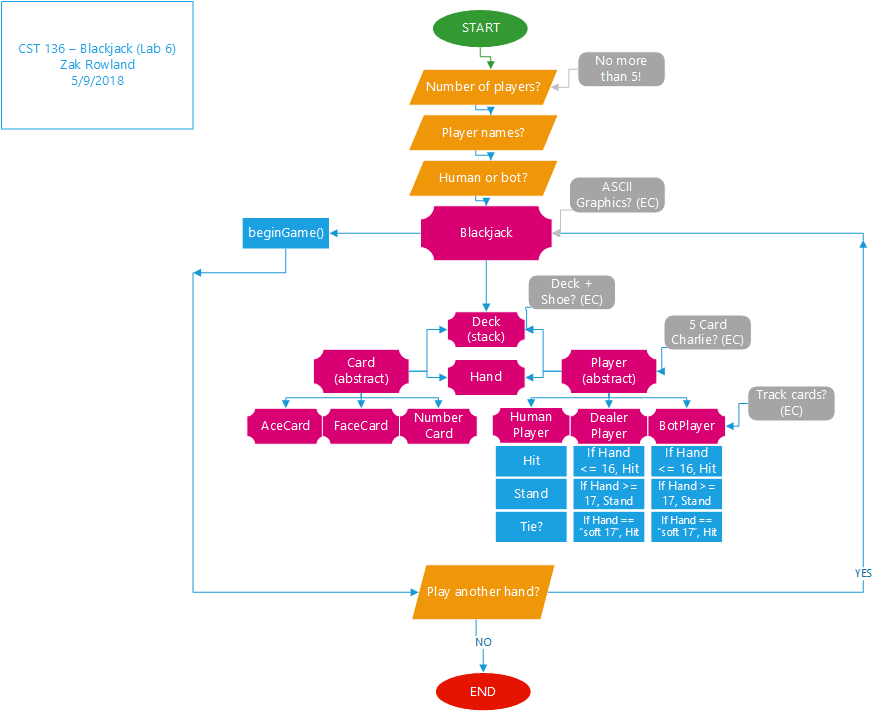 CST 136 – Blackjack (Lab 6)
Zak Rowland
5/9/2018
START
No more
than 5!
Number of players?
Player names?
Human or bot?
ASCII
Graphics? (EC)
beginGame()
Blackjack
Deck +
Shoe? (EC)
Deck
(stack)
5 Card
Charlie? (EC)
Card
(abstract)
Hand
Player
(abstract)
Track cards?
(EC)
AceCard
FaceCard
Number
Card
Human
Player
Dealer
Player
BotPlayer
Hit
If Hand
<= 16, Hit
If Hand
<= 16, Hit
Stand
If Hand >=
17, Stand
If Hand >=
17, Stand
Tie?
If Hand ==
"soft 17", Hit
If Hand ==
"soft 17", Hit
YES
Play another hand?
NO
END